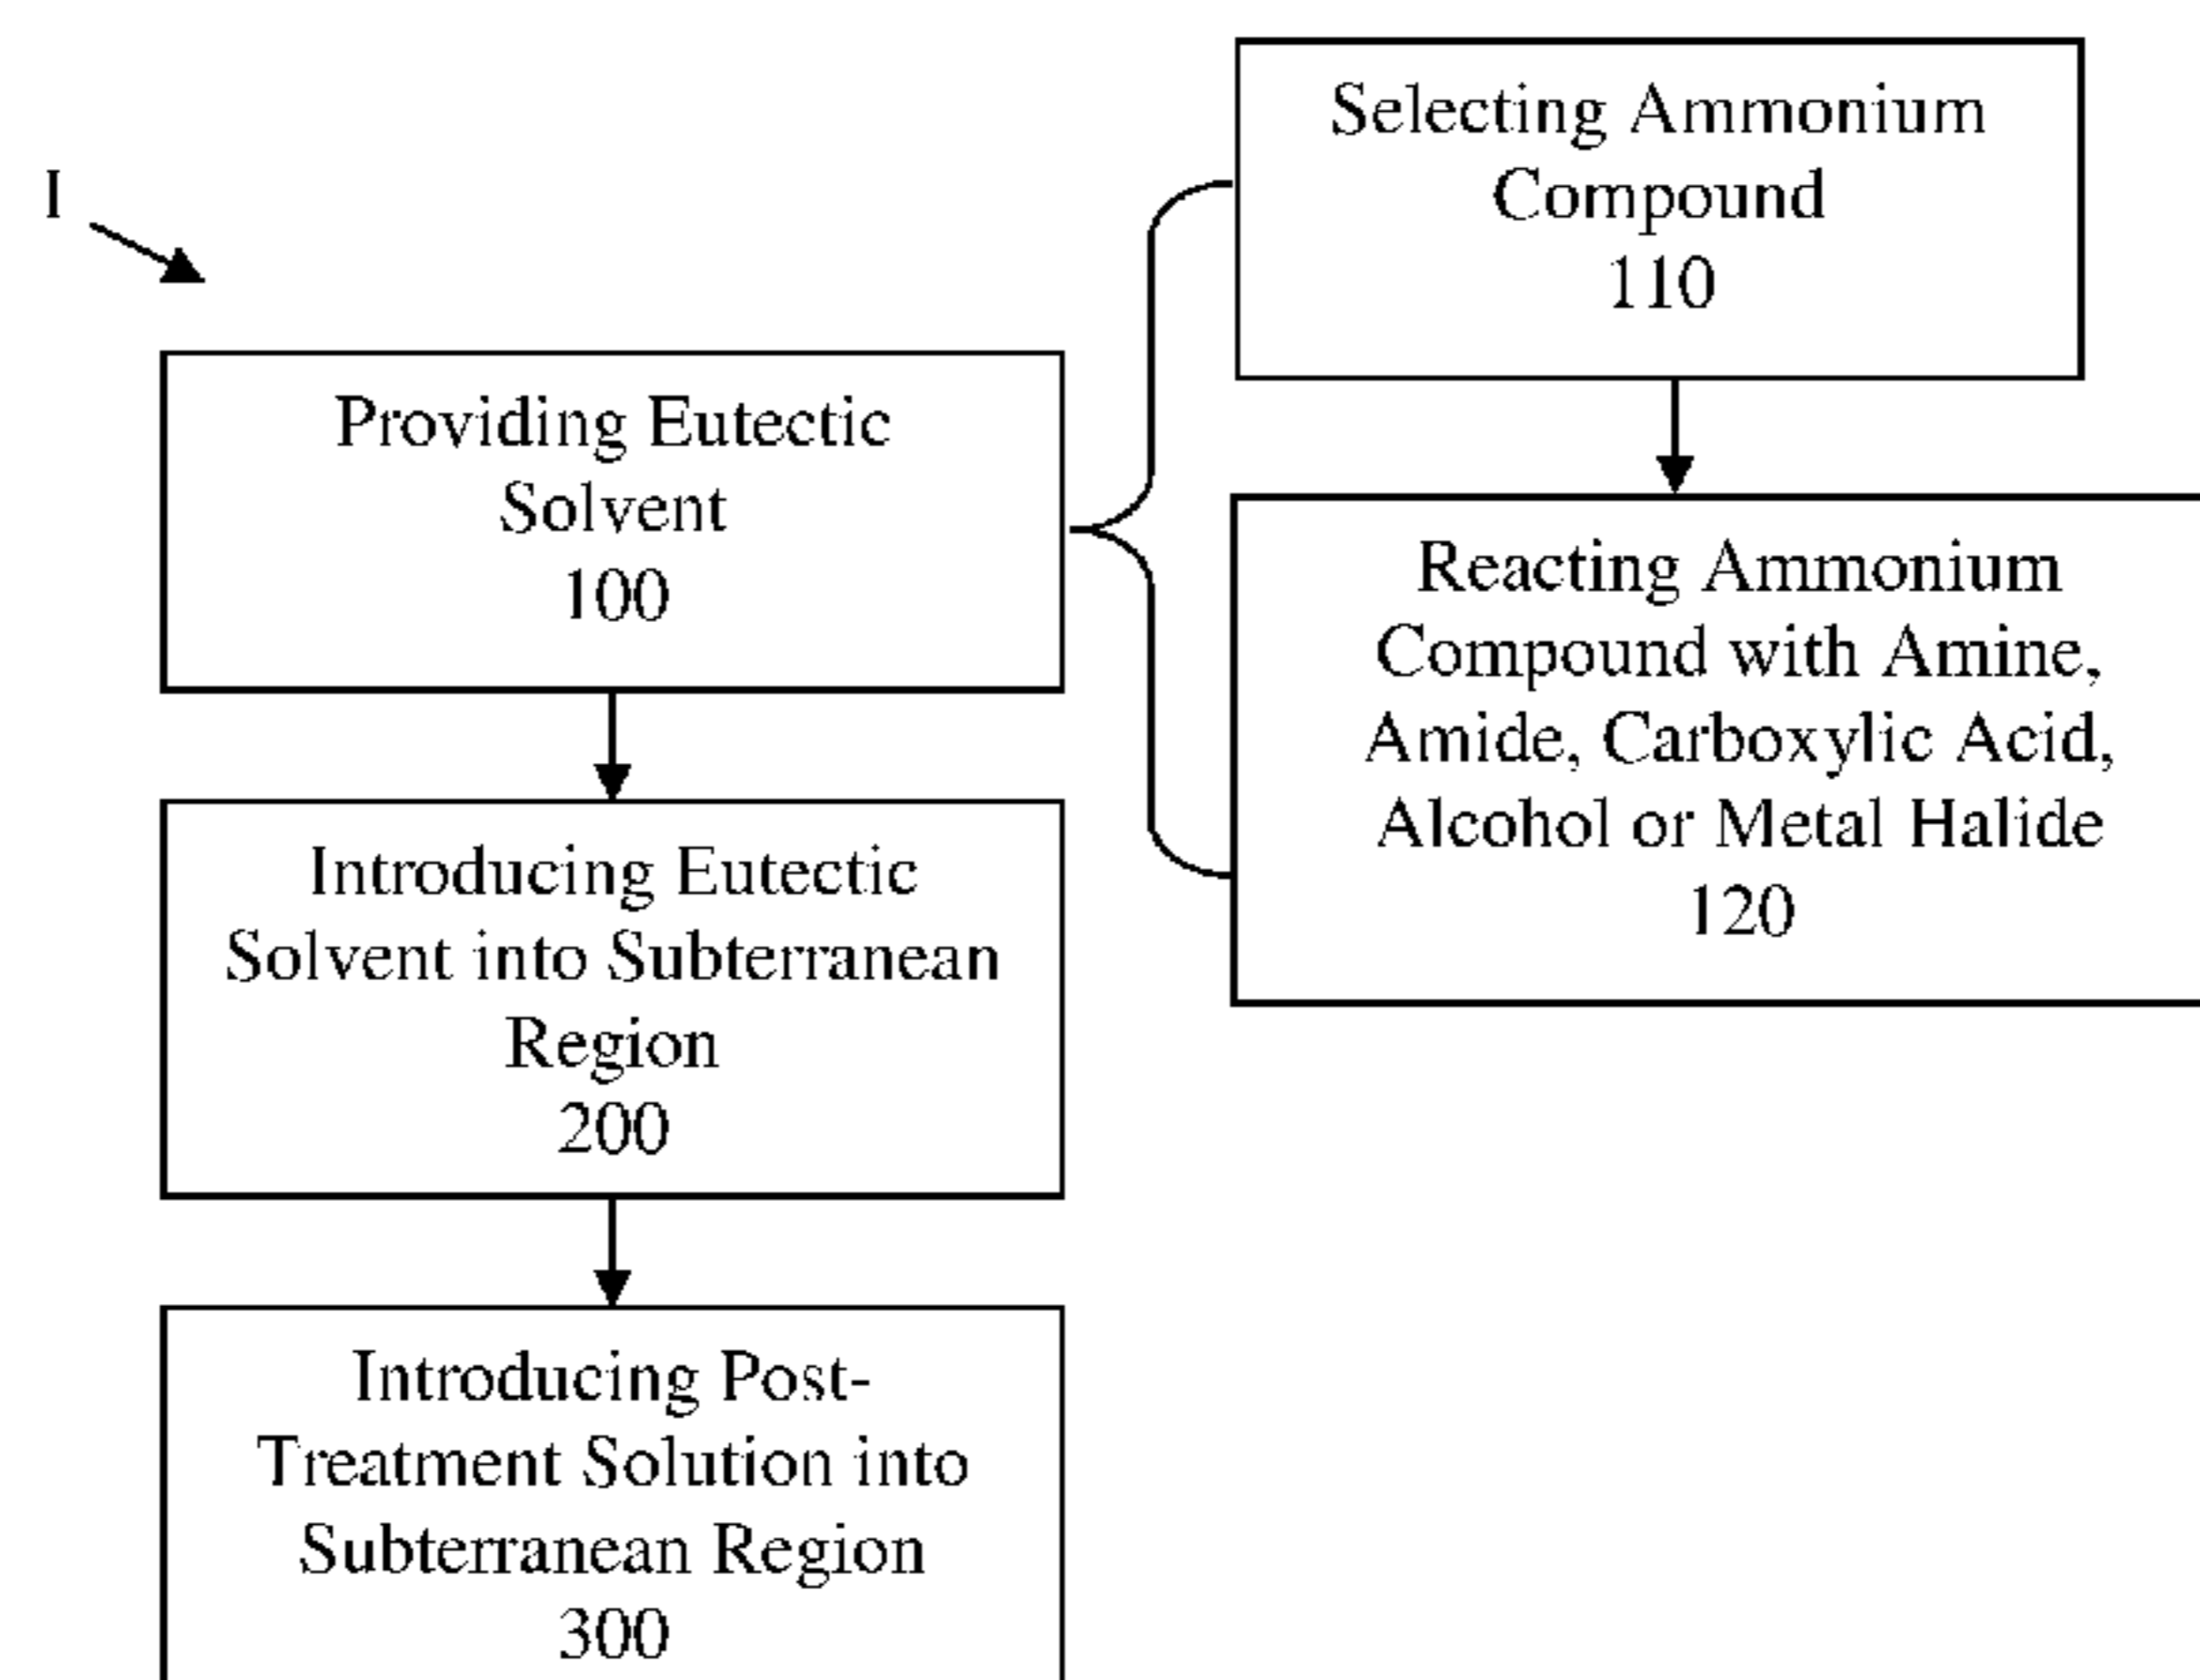 I
Providing Eutectic
Solvent
100
Introducing Eutectic
Solvent into Subterranean
Region
200
Introducing Post-
Treatment Solution into
Subterranean Region
300
Selecting Ammonium
Compound
110
Reacting Ammonium
Compound with Amine,
Amide, Carboxylic Acid,
Alcohol or Metal Halide
120